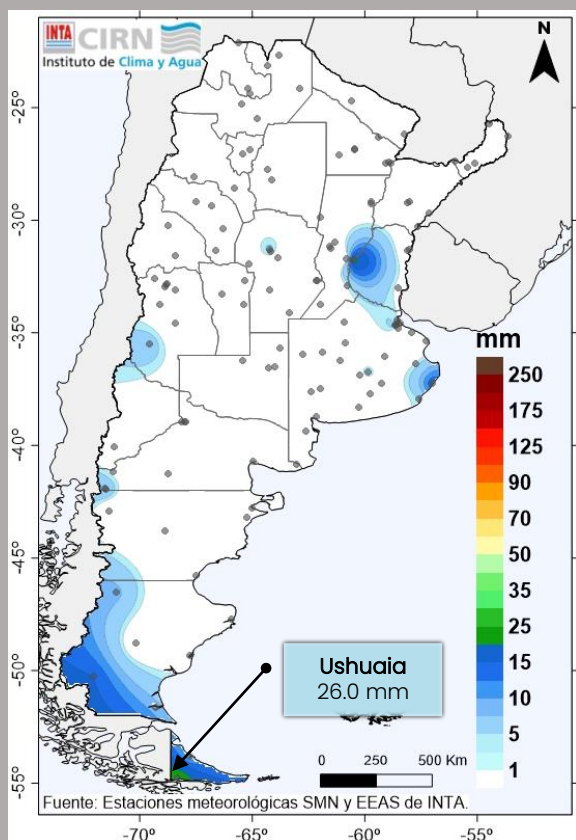 INTA CIRN
Instituto de Clima y Agua
N
-25°
-30°
-35°
-40°
-45°
-50°
-55°
mm
250
175
125
90
70
50
35
25
15
10
5
1
Ushuaia
26.0 mm
0 250 500 Km
Fuente: Estaciones meteorológicas SMN y EEAS de INTA.
-70° -65° -60° -55°